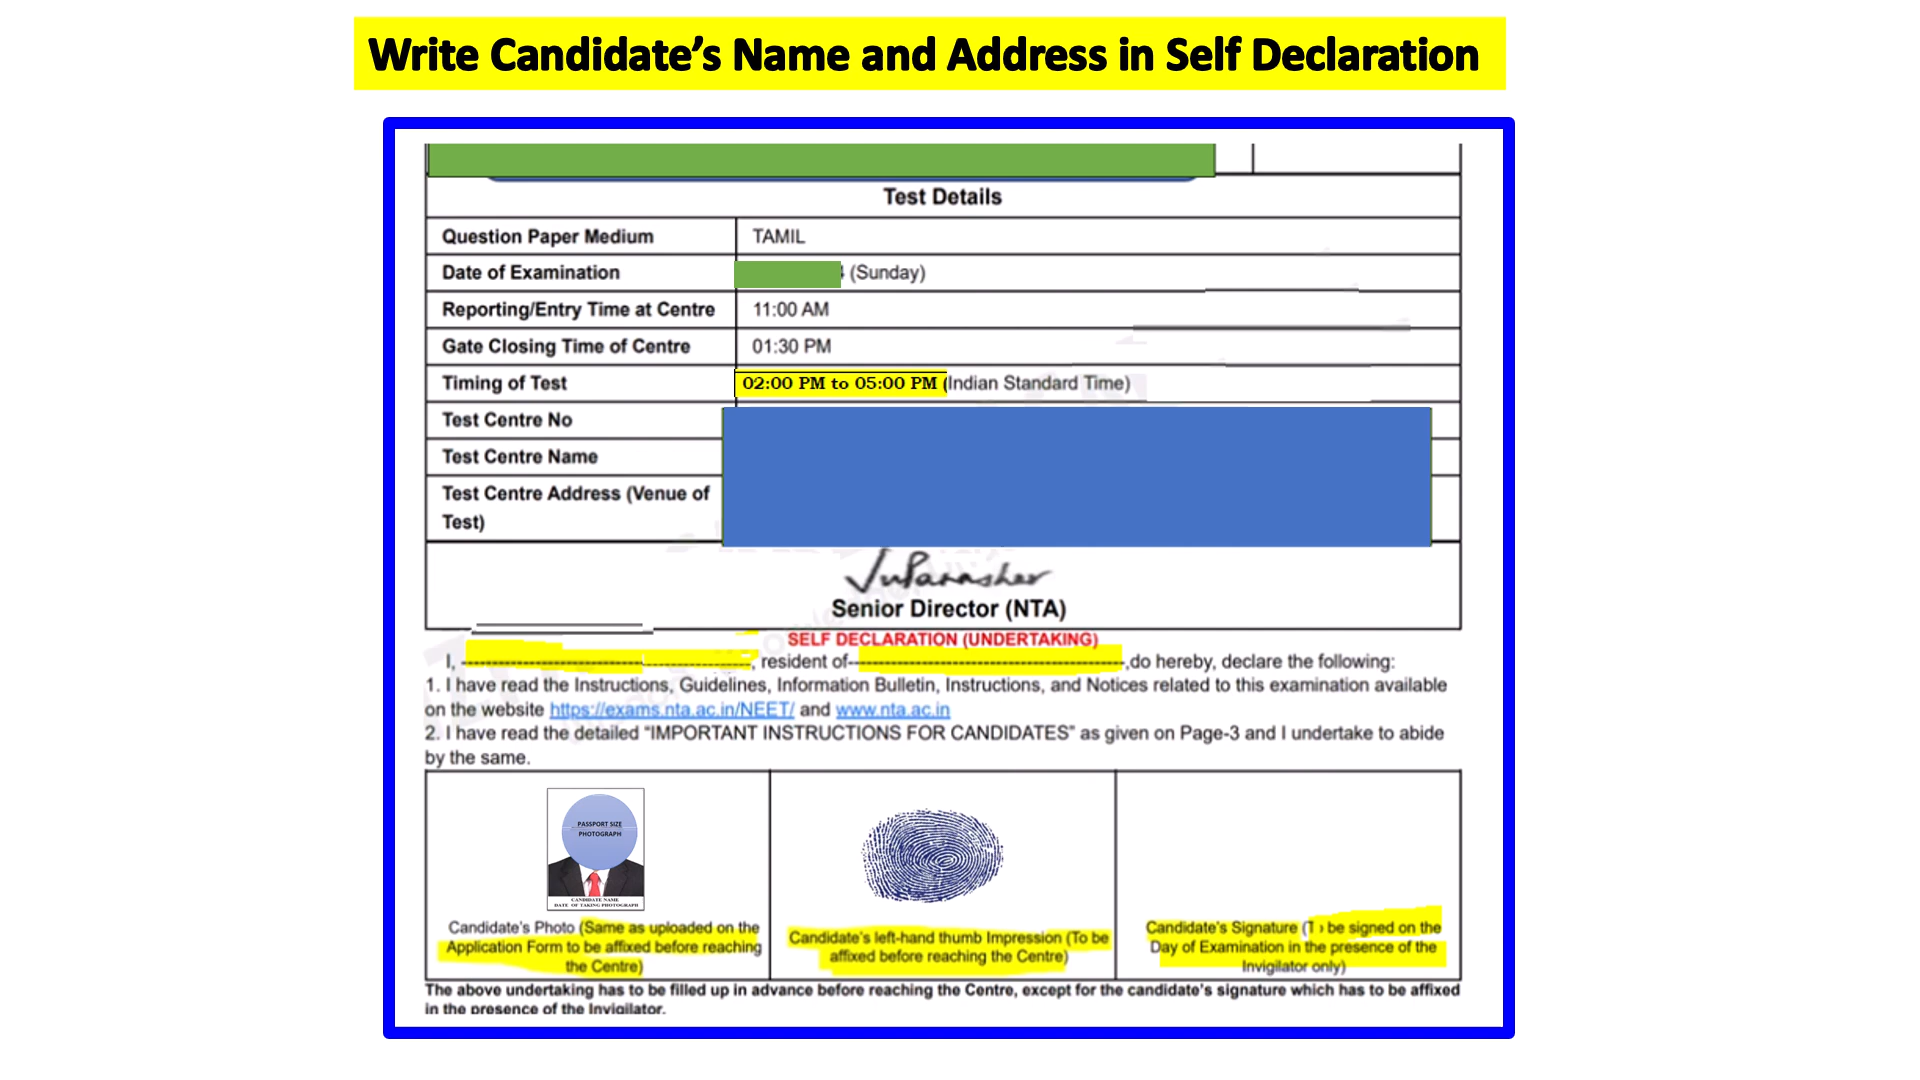 Write Candidate’s Name and Address in Self Declaration
Test Details
Question Paper Medium TAMIL
Date of Examination (Sunday)
Reporting/Entry Time at Centre 11:00 AM
Gate Closing Time of Centre 01:30 PM
Timing of Test 02:00 PM to 05:00 PM (Indian Standard Time)
Test Centre No
Test Centre Name
Test Centre Address (Venue of
Test)
Senior Director (NTA)
SELF DECLARATION (UNDERTAKING)
I, --------------------------------------------, resident of-----------------------------------------,do hereby, declare the following:
1. I have read the Instructions, Guidelines, Information Bulletin, Instructions, and Notices related to this examination available
on the website https://exams.nta.ac.in/NEET/ and www.nta.ac.in
2. I have read the detailed “IMPORTANT INSTRUCTIONS FOR CANDIDATES” as given on Page-3 and I undertake to abide
by the same.
PASSPORT SIZE
PHOTOGRAPH
CANDIDATE NAME
DATE OF TAKING PHOTOGRAPH
Candidate’s Photo (Same as uploaded on the
Application Form to be affixed before reaching
the Centre)
Candidate’s left-hand thumb Impression (To be
affixed before reaching the Centre)
Candidate’s Signature (T be signed on the
Day of Examination in the presence of the
Invigilator only)
The above undertaking has to be filled up in advance before reaching the Centre, except for the candidate’s signature which has to be affixed
in the presence of the Invigilator.